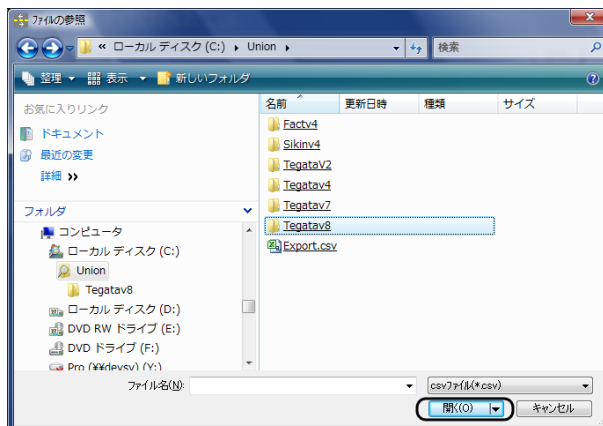 ファイルの参照
« ローカル ディスク (C:) ▸ Union ▸
検索
整理 ▼ 表示 ▼ 新しいフォルダ
お気に入りリンク
ドキュメント
最近の変更
詳細 »
フォルダ
コンピュータ
ローカル ディスク (C:)
Union
Tegatav8
ローカル ディスク (D:)
DVD RW ドライブ (E:)
DVD ドライブ (F:)
Pro (¥¥devsv) (Y:)
名前 更新日時 種類 サイズ
Factv4
Sikinv4
TegataV2
Tegatav4
Tegatav7
Tegatav8
Export.csv
ファイル名(N):
csvファイル(*.csv)
開く(O)
キャンセル